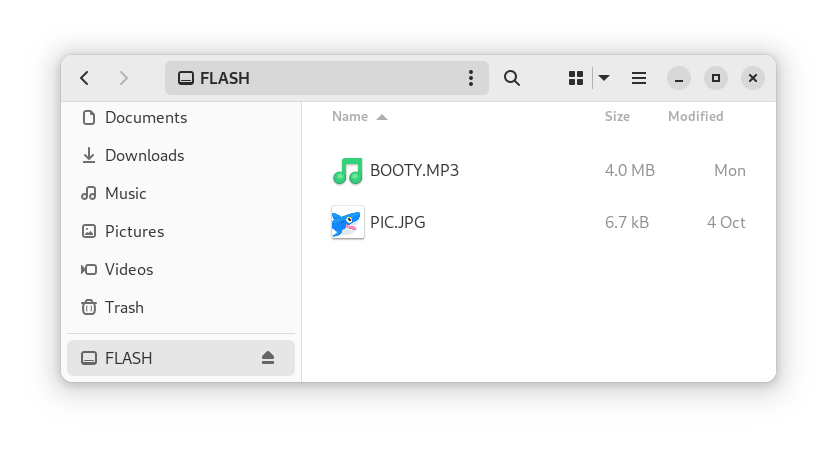 FLASH
Documents
Downloads
Music
Pictures
Videos
Trash
FLASH
Name Size Modified
BOOTY.MP3 4.0 MB Mon
PIC.JPG 6.7 kB 4 Oct